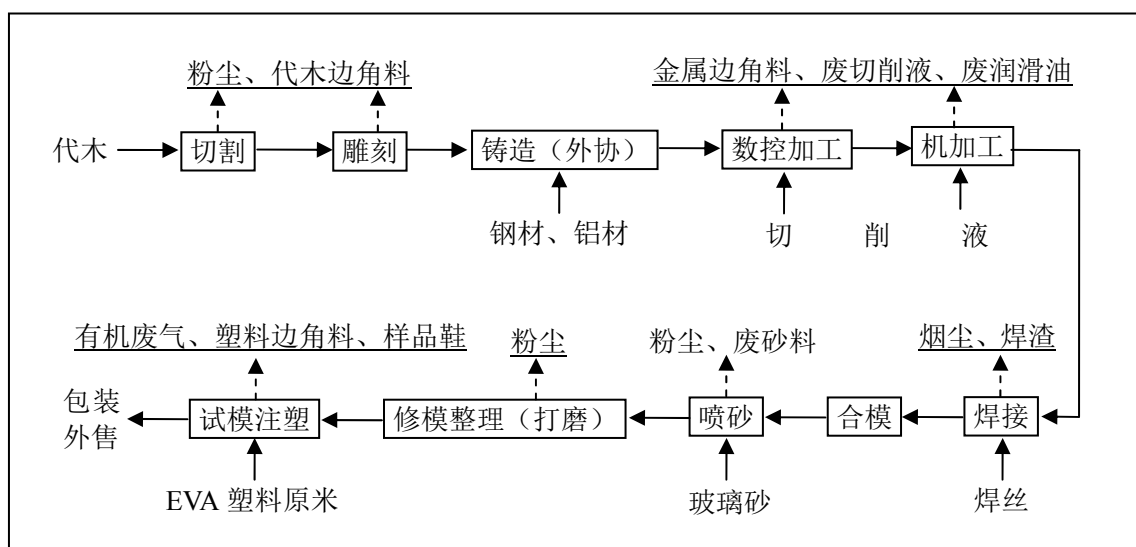 粉尘、代木边角料
金属边角料、废切削液、废润滑油
代木
切割
雕刻
铸造（外协）
数控加工
机加工
钢材、铝材
切 削 液
有机废气、塑料边角料、样品鞋
粉尘
粉尘、废砂料
烟尘、焊渣
包装
外售
试模注塑
修模整理（打磨）
喷砂
合模
焊接
EVA 塑料原米
玻璃砂
焊丝